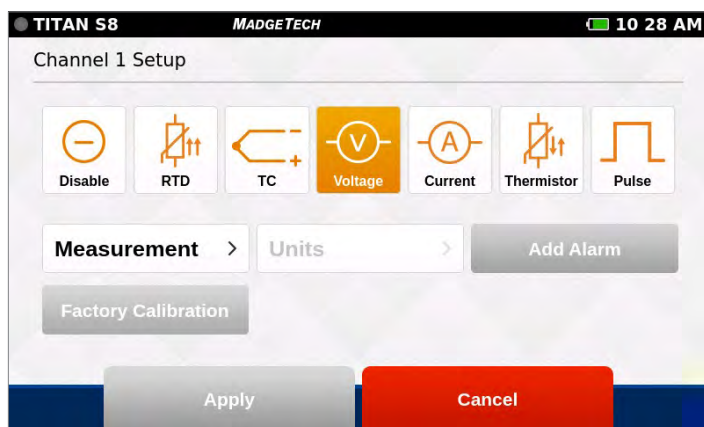 TITAN S8 MADGETECH 10 28 AM
Channel 1 Setup
Disable RTD TC Voltage Current Thermistor Pulse
Measurement > Units > Add Alarm
Factory Calibration
Apply Cancel